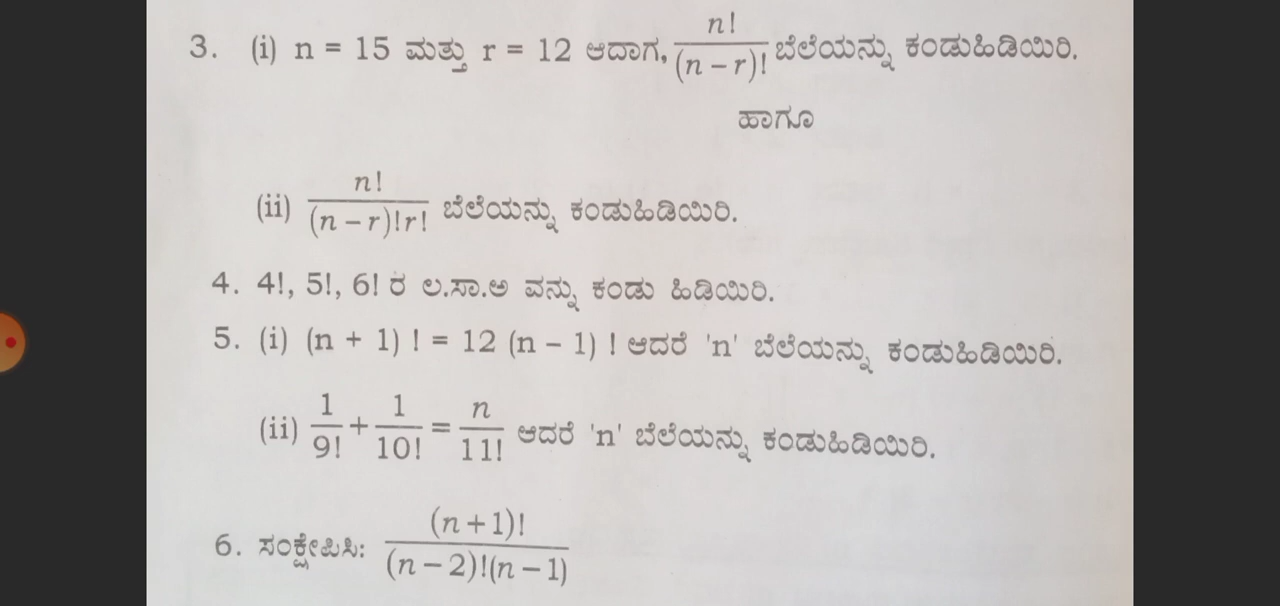 3. (i) n = 15 ಮತ್ತು r = 12 ಆದಾಗ, n!/(n – r)! ಬೆಲೆಯನ್ನು ಕಂಡುಹಿಡಿಯಿರಿ.
ಹಾಗೂ
(ii) n!/(n – r)!r! ಬೆಲೆಯನ್ನು ಕಂಡುಹಿಡಿಯಿರಿ.
4. 4!, 5!, 6! ರ ಲ.ಸಾ.ಅ ವನ್ನು ಕಂಡು ಹಿಡಿಯಿರಿ.
5. (i) (n + 1) ! = 12 (n – 1) ! ಆದರೆ 'n' ಬೆಲೆಯನ್ನು ಕಂಡುಹಿಡಿಯಿರಿ.
(ii) 1/9! + 1/10! = n/11! ಆದರೆ 'n' ಬೆಲೆಯನ್ನು ಕಂಡುಹಿಡಿಯಿರಿ.
6. ಸಂಕ್ಷೇಪಿಸಿ: (n+1)!/(n – 2)!(n – 1)